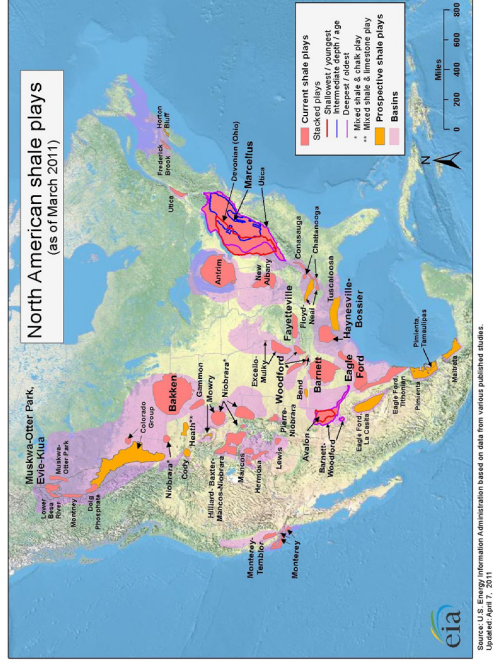 North American shale plays
(as of March 2011)
Current shale plays
Stacked plays
Shallowest / youngest
Intermediate depth / age
Deepest / oldest
* Mixed shale & chalk play
** Mixed shale & limestone play
Prospective shale plays
Basins
Miles
0 200 400 600 800
N
Muskwa-Otter Park,
Evie-Klua
Lower
Besa
River
Muskwa-
Otter Park
Montney
Doig
Phosphate
Colorado
Group
Bakken
Niobrara*
Cody
Heath**
Gammon
Mowry
Niobrara*
Hilliard- Baxter-
Mancos-Niobrara
Mancos
Hermosa
Lewis
Pierre-
Niobrara
Monterey-
Temblor
Monterey
Excello-
Mulky
Woodford
Bend
Barnett
Avalon
Barnett-
Woodford
Eagle
Ford
Eagle Ford,
La Casita
Eagle Ford,
Tithonian
Pimienta
Pimienta,
Tamaulipas
Maltrata
Fayetteville
Floyd-
Neal
Tuscaloosa
Haynesville-
Bossier
Conasauga
Chattanooga
Antrim
New
Albany
Devonian (Ohio)
Marcellus
Utica
Utica
Frederick
Brook
Horton
Bluff
eia
Source: U.S. Energy Information Administration based on data from various published studies.
Updated: April 7, 2011